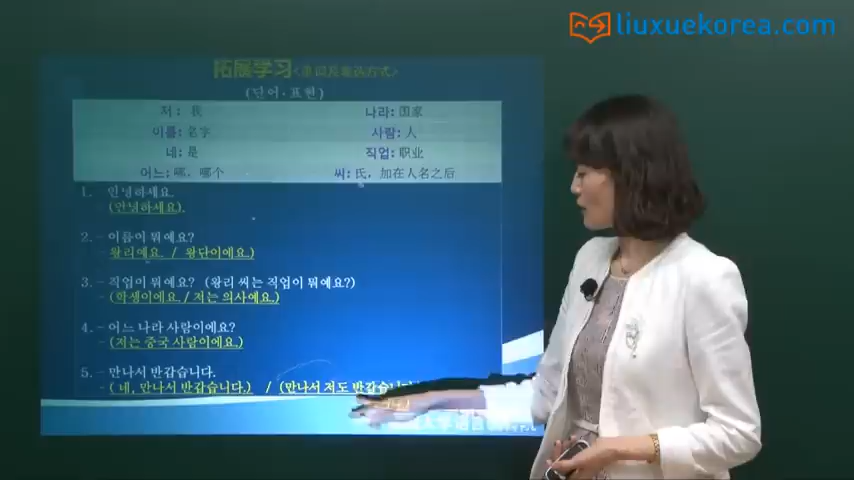 liuxuekorea.com
拓展学习
(단어·표현)
저: 我
나라: 国家
이름: 名字
사람: 人
네: 是
직업: 职业
어느: 哪, 哪个
씨: 氏, 加在人名之后
1. 안녕하세요.
(안녕하세요).
2. - 이름이 뭐예요?
- 왕리예요. / 왕단이에요.)
3. - 직업이 뭐예요? (왕리 씨는 직업이 뭐예요?)
- (학생이에요. / 저는 의사예요.)
4. - 어느 나라 사람이에요?
- (저는 중국 사람이에요.)
5. - 만나서 반갑습니다.
- ( 네, 만나서 반갑습니다.) / (만나서 저도 반갑습